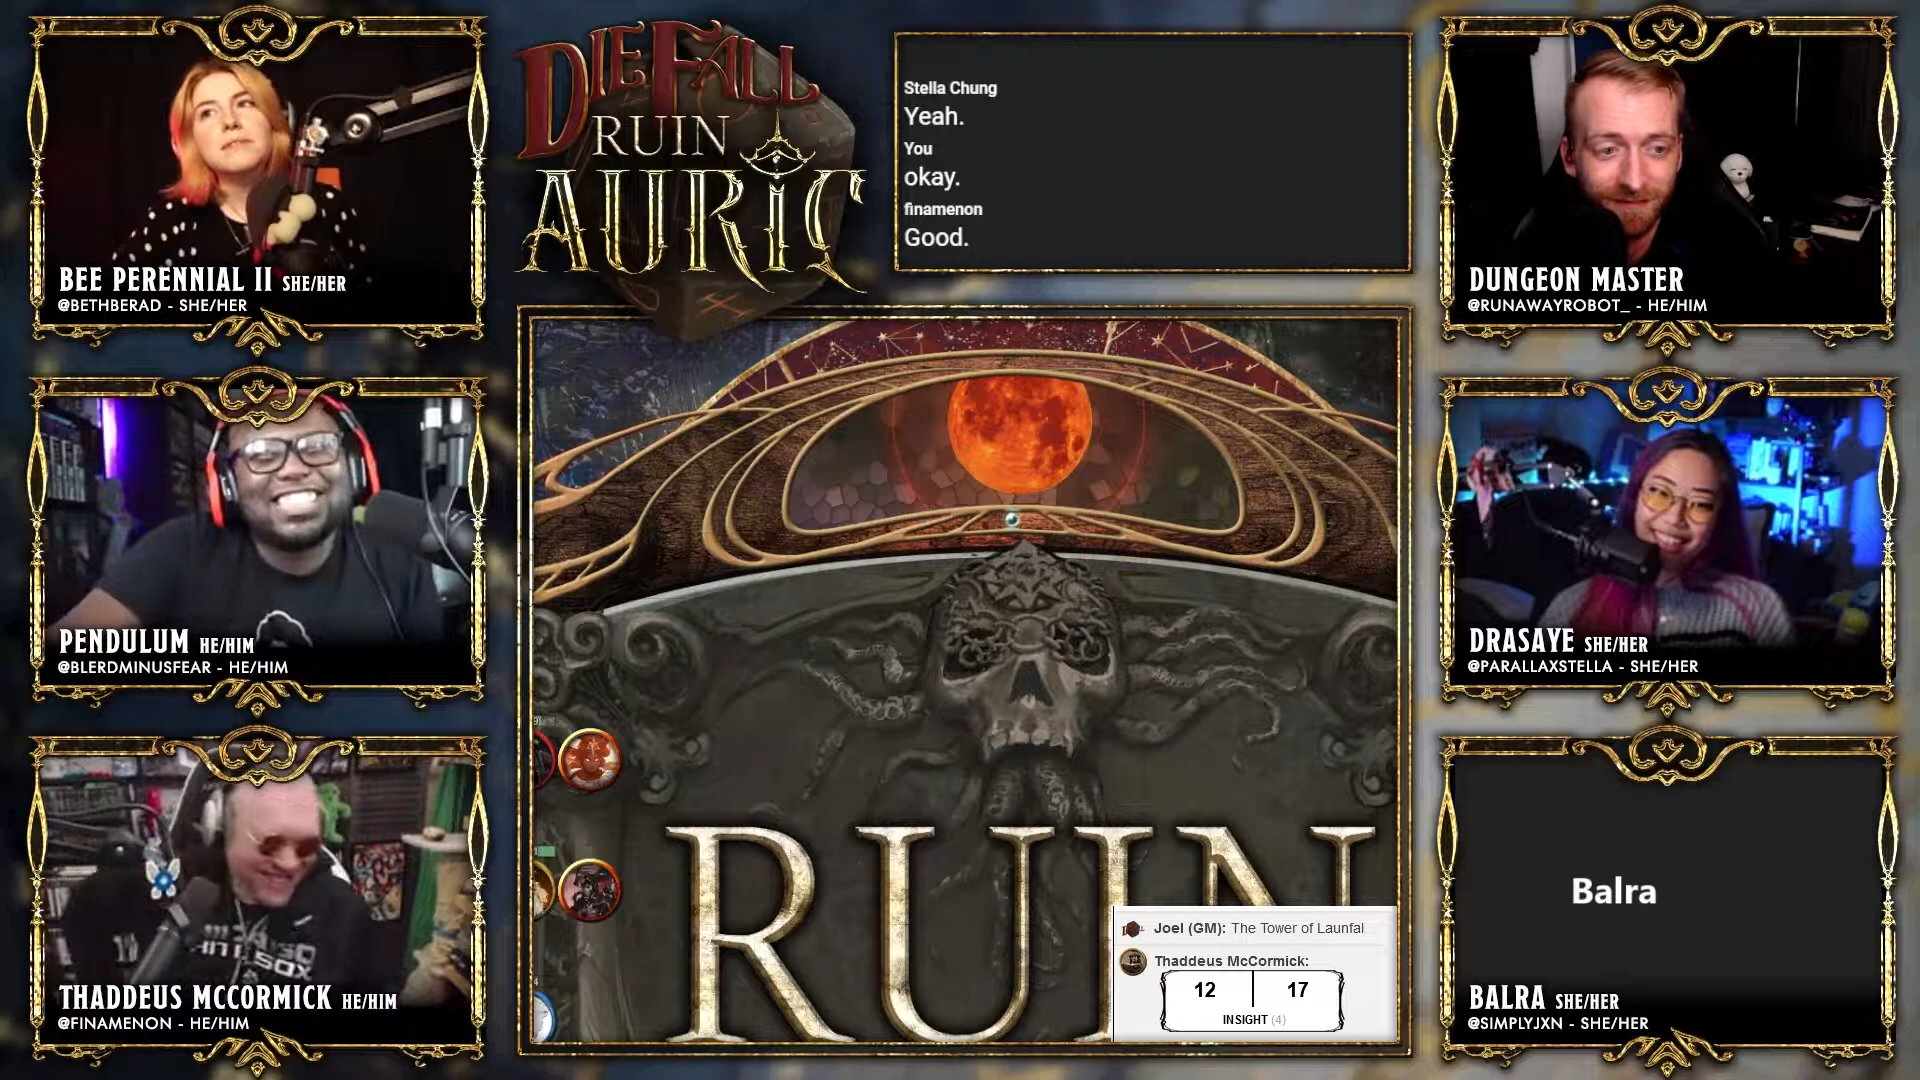 DIEFALL
RUIN
AURIC
Stella Chung
Yeah.
You
okay.
finamenon
Good.
BEE PERENNIAL II SHE/HER
@BETHBERAD - SHE/HER
DUNGEON MASTER
@RUNAWAYROBOT_ - HE/HIM
PENDULUM HE/HIM
@BLERDMINUSFEAR - HE/HIM
DRASAYE SHE/HER
@PARALLAXSTELLA - SHE/HER
RUIN
Joel (GM): The Tower of Launfal
Thaddeus McCormick:
12 17
INSIGHT (4)
THADDEUS MCCORMICK HE/HIM
@FINAMENON - HE/HIM
Balra
BALRA SHE/HER
@SIMPLYJXN - SHE/HER